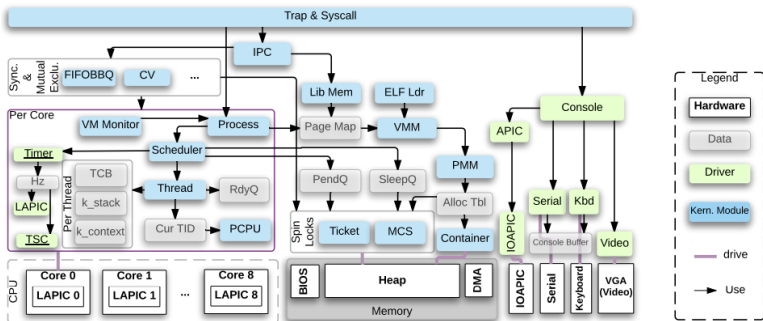 Trap & Syscall
IPC
Sync.
&
Mutual
Exclu.
FIFOBBQ
CV
...
Lib Mem
ELF Ldr
Per Core
VM Monitor
Process
Page Map
VMM
Console
APIC
Timer
Scheduler
PMM
Hz
Per Thread
TCB
Thread
RdyQ
PendQ
SleepQ
Alloc Tbl
LAPIC
k_stack
Serial
Kbd
TSC
k_context
Cur TID
PCPU
Spin
Locks
Ticket
MCS
Container
IOAPIC
Console Buffer
Video
CPU
Core 0
LAPIC 0
Core 1
LAPIC 1
...
Core 8
LAPIC 8
BIOS
Heap
DMA
Memory
IOAPIC
Serial
Keyboard
VGA
(Video)
Legend
Hardware
Data
Driver
Kern. Module
drive
Use